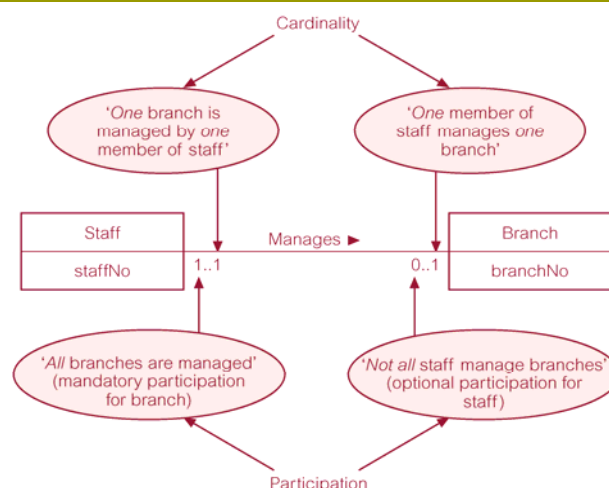 Cardinality
'One branch is
managed by one
member of staff'
'One member of
staff manages one
branch'
Staff
staffNo
Manages ►
1..1
0..1
Branch
branchNo
'All branches are managed'
(mandatory participation
for branch)
'Not all staff manage branches'
(optional participation for
staff)
Participation